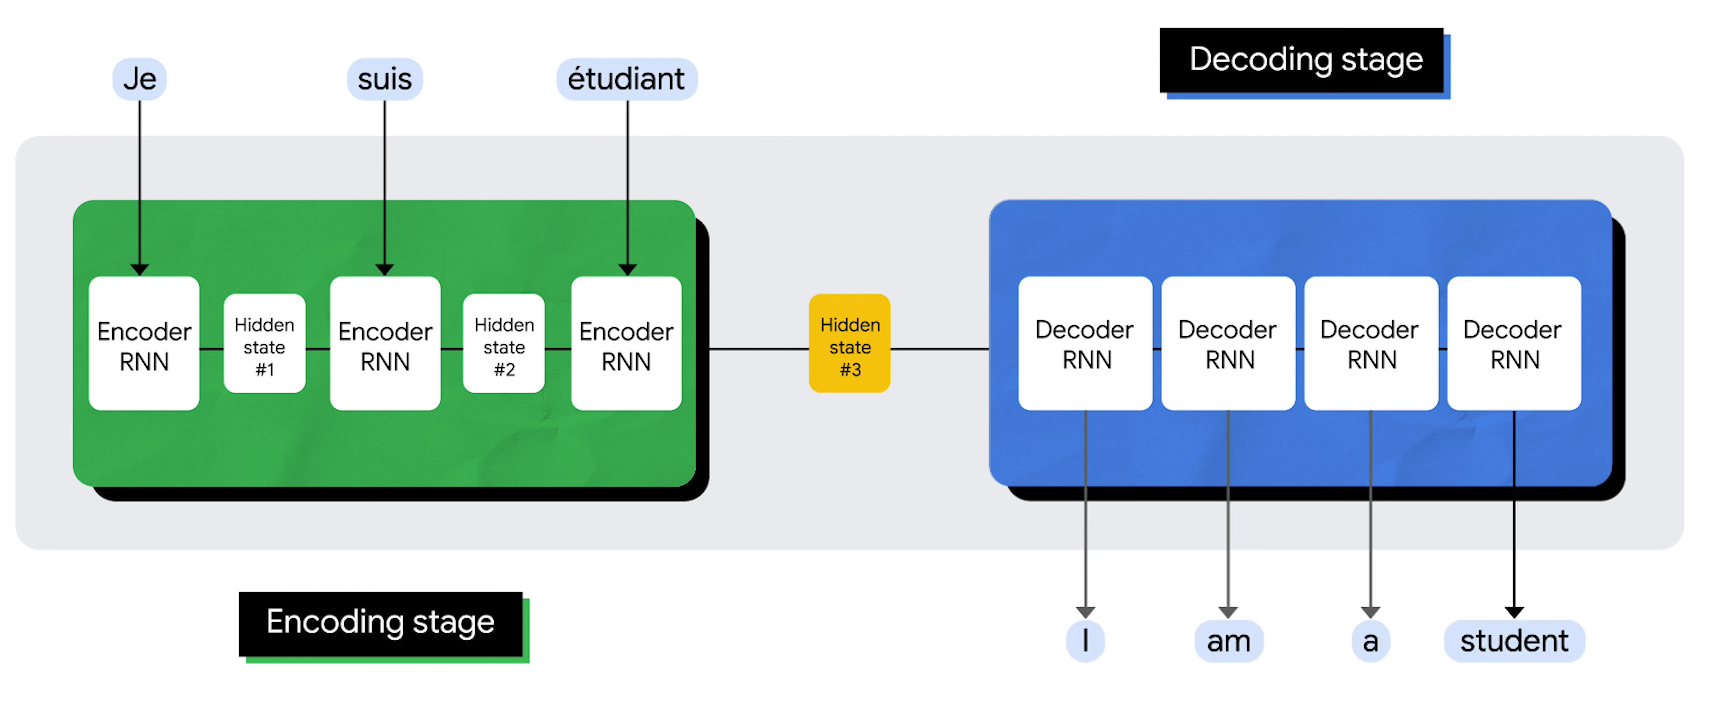 Decoding stage
Je
suis
étudiant
Encoder
RNN
Hidden
state
#1
Encoder
RNN
Hidden
state
#2
Encoder
RNN
Hidden
state
#3
Decoder
RNN
Decoder
RNN
Decoder
RNN
Decoder
RNN
Encoding stage
I
am
a
student